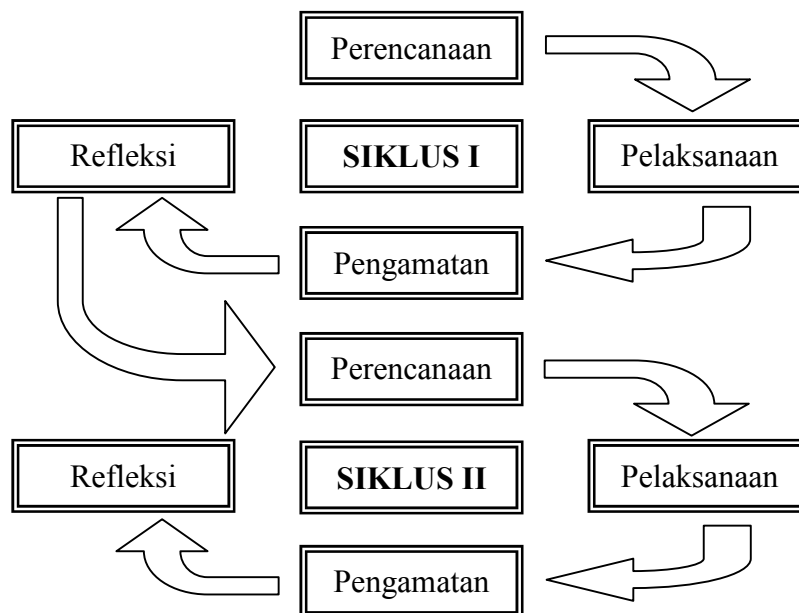 Perencanaan
Refleksi
SIKLUS I
Pelaksanaan
Pengamatan
Perencanaan
Refleksi
SIKLUS II
Pelaksanaan
Pengamatan